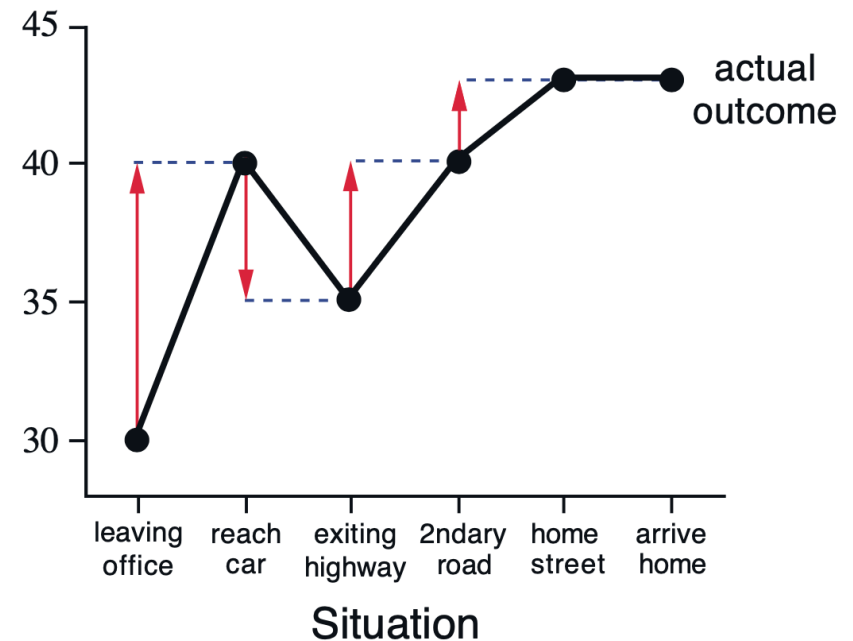 45
40
35
30
actual
outcome
leaving
office
reach
car
exiting
highway
2ndary
road
home
street
arrive
home
Situation